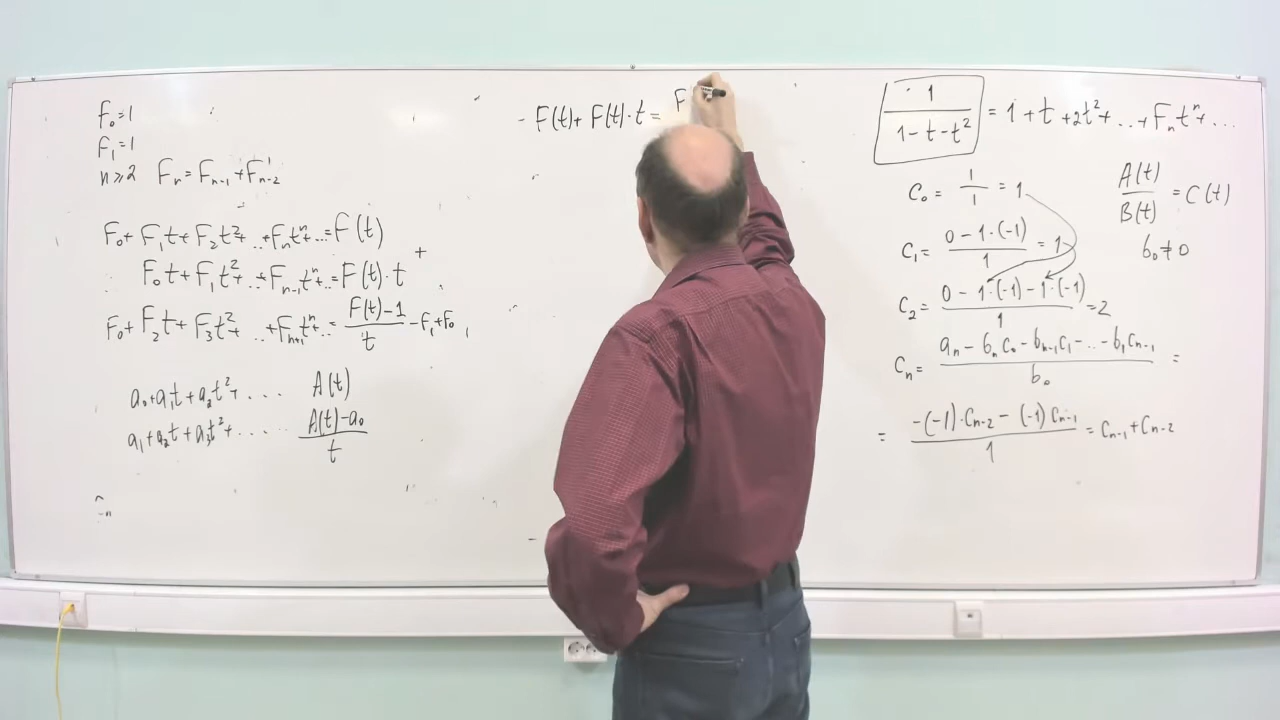 F₀=1
F₁=1
n⩾2 Fₙ=Fₙ₋₁+Fₙ₋₂
F₀+F₁t+F₂t²+..+Fₙtⁿ+...=F(t)
+
F₀t+F₁t²+..+Fₙ₋₁tⁿ+..=F(t)·t
F₀+F₂t+F₃t²+..+Fₙ₊₁tⁿ+..=(F(t)-1)/t-F₁+F₀
a₀+a₁t+a₂t²+... A(t)
a₁+a₂t+a₃t²+.... (A(t)-a₀)/t
F(t)+F(t)·t=F
1/(1-t-t²)=1+t+2t²+..+Fₙtⁿ+...
C₀=1/1=1
A(t)/B(t)=C(t)
C₁=(0-1·(-1))/1=1
b₀≠0
C₂=(0-1·(-1)-1·(-1))/1=2
Cₙ=(aₙ-bₙC₀-bₙ₋₁C₁-..-b₁Cₙ₋₁)/b₀=
=(-(-1)·Cₙ₋₂-(-1)Cₙ₋₁)/1=Cₙ₋₁+Cₙ₋₂